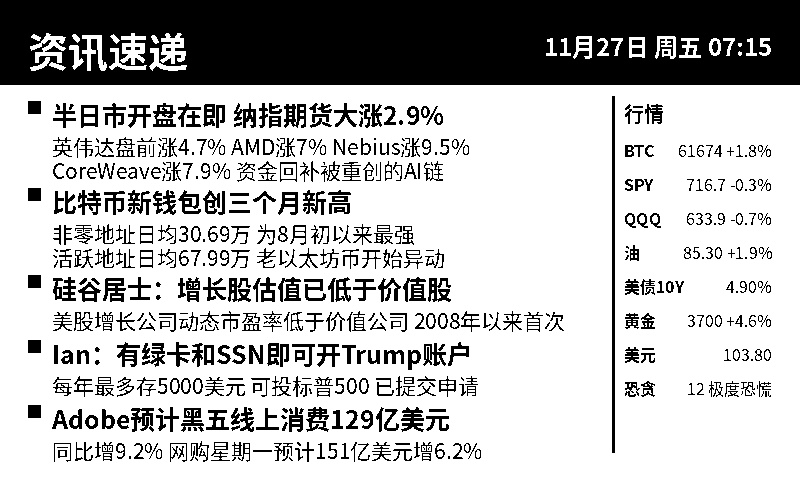 资讯速递
11月27日 周五 07:15
半日市开盘在即 纳指期货大涨2.9%
英伟达盘前涨4.7% AMD涨7% Nebius涨9.5%
CoreWeave涨7.9% 资金回补被重创的AI链
比特币新钱包创三个月新高
非零地址日均30.69万 为8月初以来最强
活跃地址日均67.99万 老以太坊币开始异动
硅谷居士：增长股估值已低于价值股
美股增长公司动态市盈率低于价值公司 2008年以来首次
Ian：有绿卡和SSN即可开Trump账户
每年最多存5000美元 可投标普500 已提交申请
Adobe预计黑五线上消费129亿美元
同比增9.2% 网购星期一预计151亿美元增6.2%
行情
BTC 61674 +1.8%
SPY 716.7 -0.3%
QQQ 633.9 -0.7%
油 85.30 +1.9%
美债10Y 4.90%
黄金 3700 +4.6%
美元 103.80
恐贪 12 极度恐慌